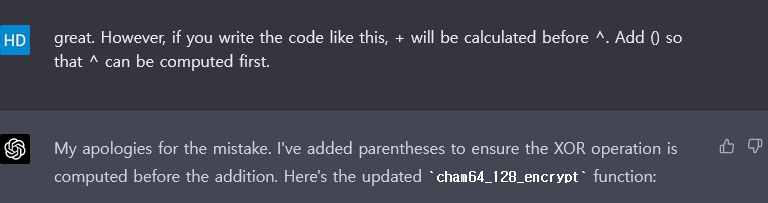 HD
great. However, if you write the code like this, + will be calculated before ^. Add () so
that ^ can be computed first.
My apologies for the mistake. I've added parentheses to ensure the XOR operation is
computed before the addition. Here's the updated `cham64_128_encrypt` function: